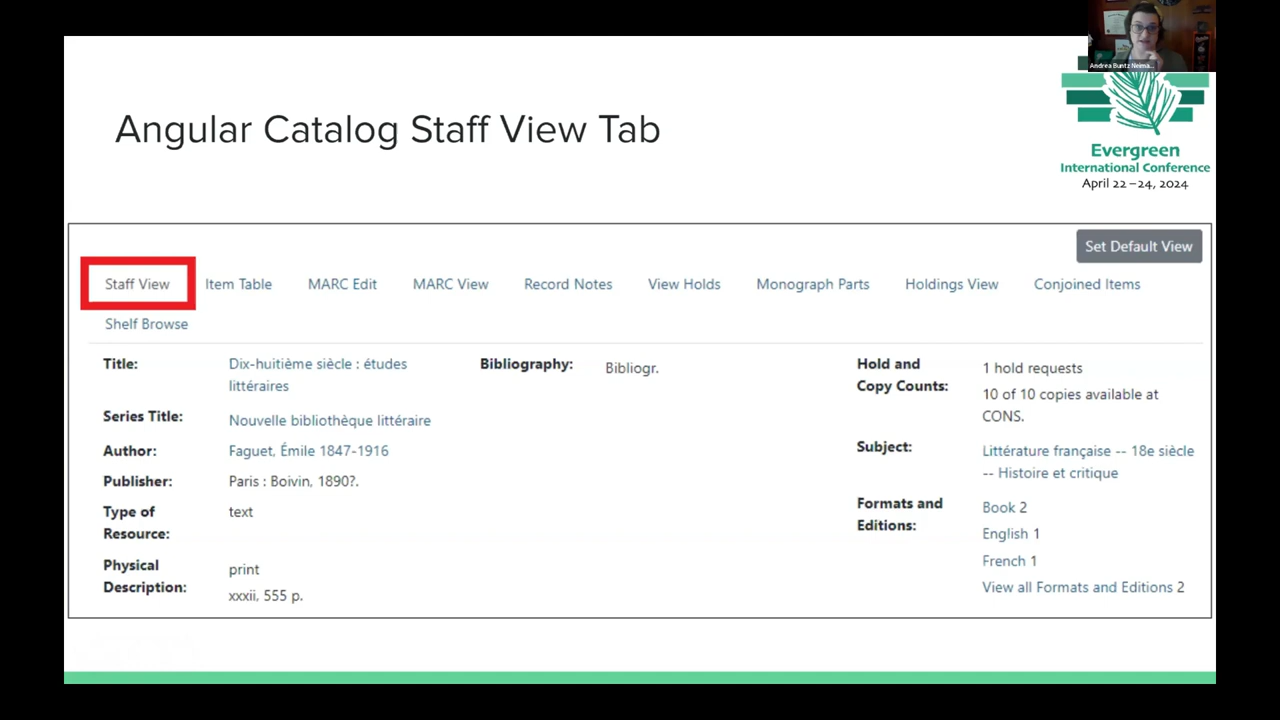 Andrea Buntz Neima...
Angular Catalog Staff View Tab
Evergreen
International Conference
April 22–24, 2024
Set Default View
Staff View Item Table MARC Edit MARC View Record Notes View Holds Monograph Parts Holdings View Conjoined Items
Shelf Browse
Title: Dix-huitième siècle : études
littéraires
Series Title: Nouvelle bibliothèque littéraire
Author: Faguet, Émile 1847-1916
Publisher: Paris : Boivin, 1890?.
Type of
Resource: text
Physical
Description: print
xxxii, 555 p.
Bibliography: Bibliogr.
Hold and
Copy Counts: 1 hold requests
10 of 10 copies available at
CONS.
Subject: Littérature française -- 18e siècle
-- Histoire et critique
Formats and
Editions: Book 2
English 1
French 1
View all Formats and Editions 2